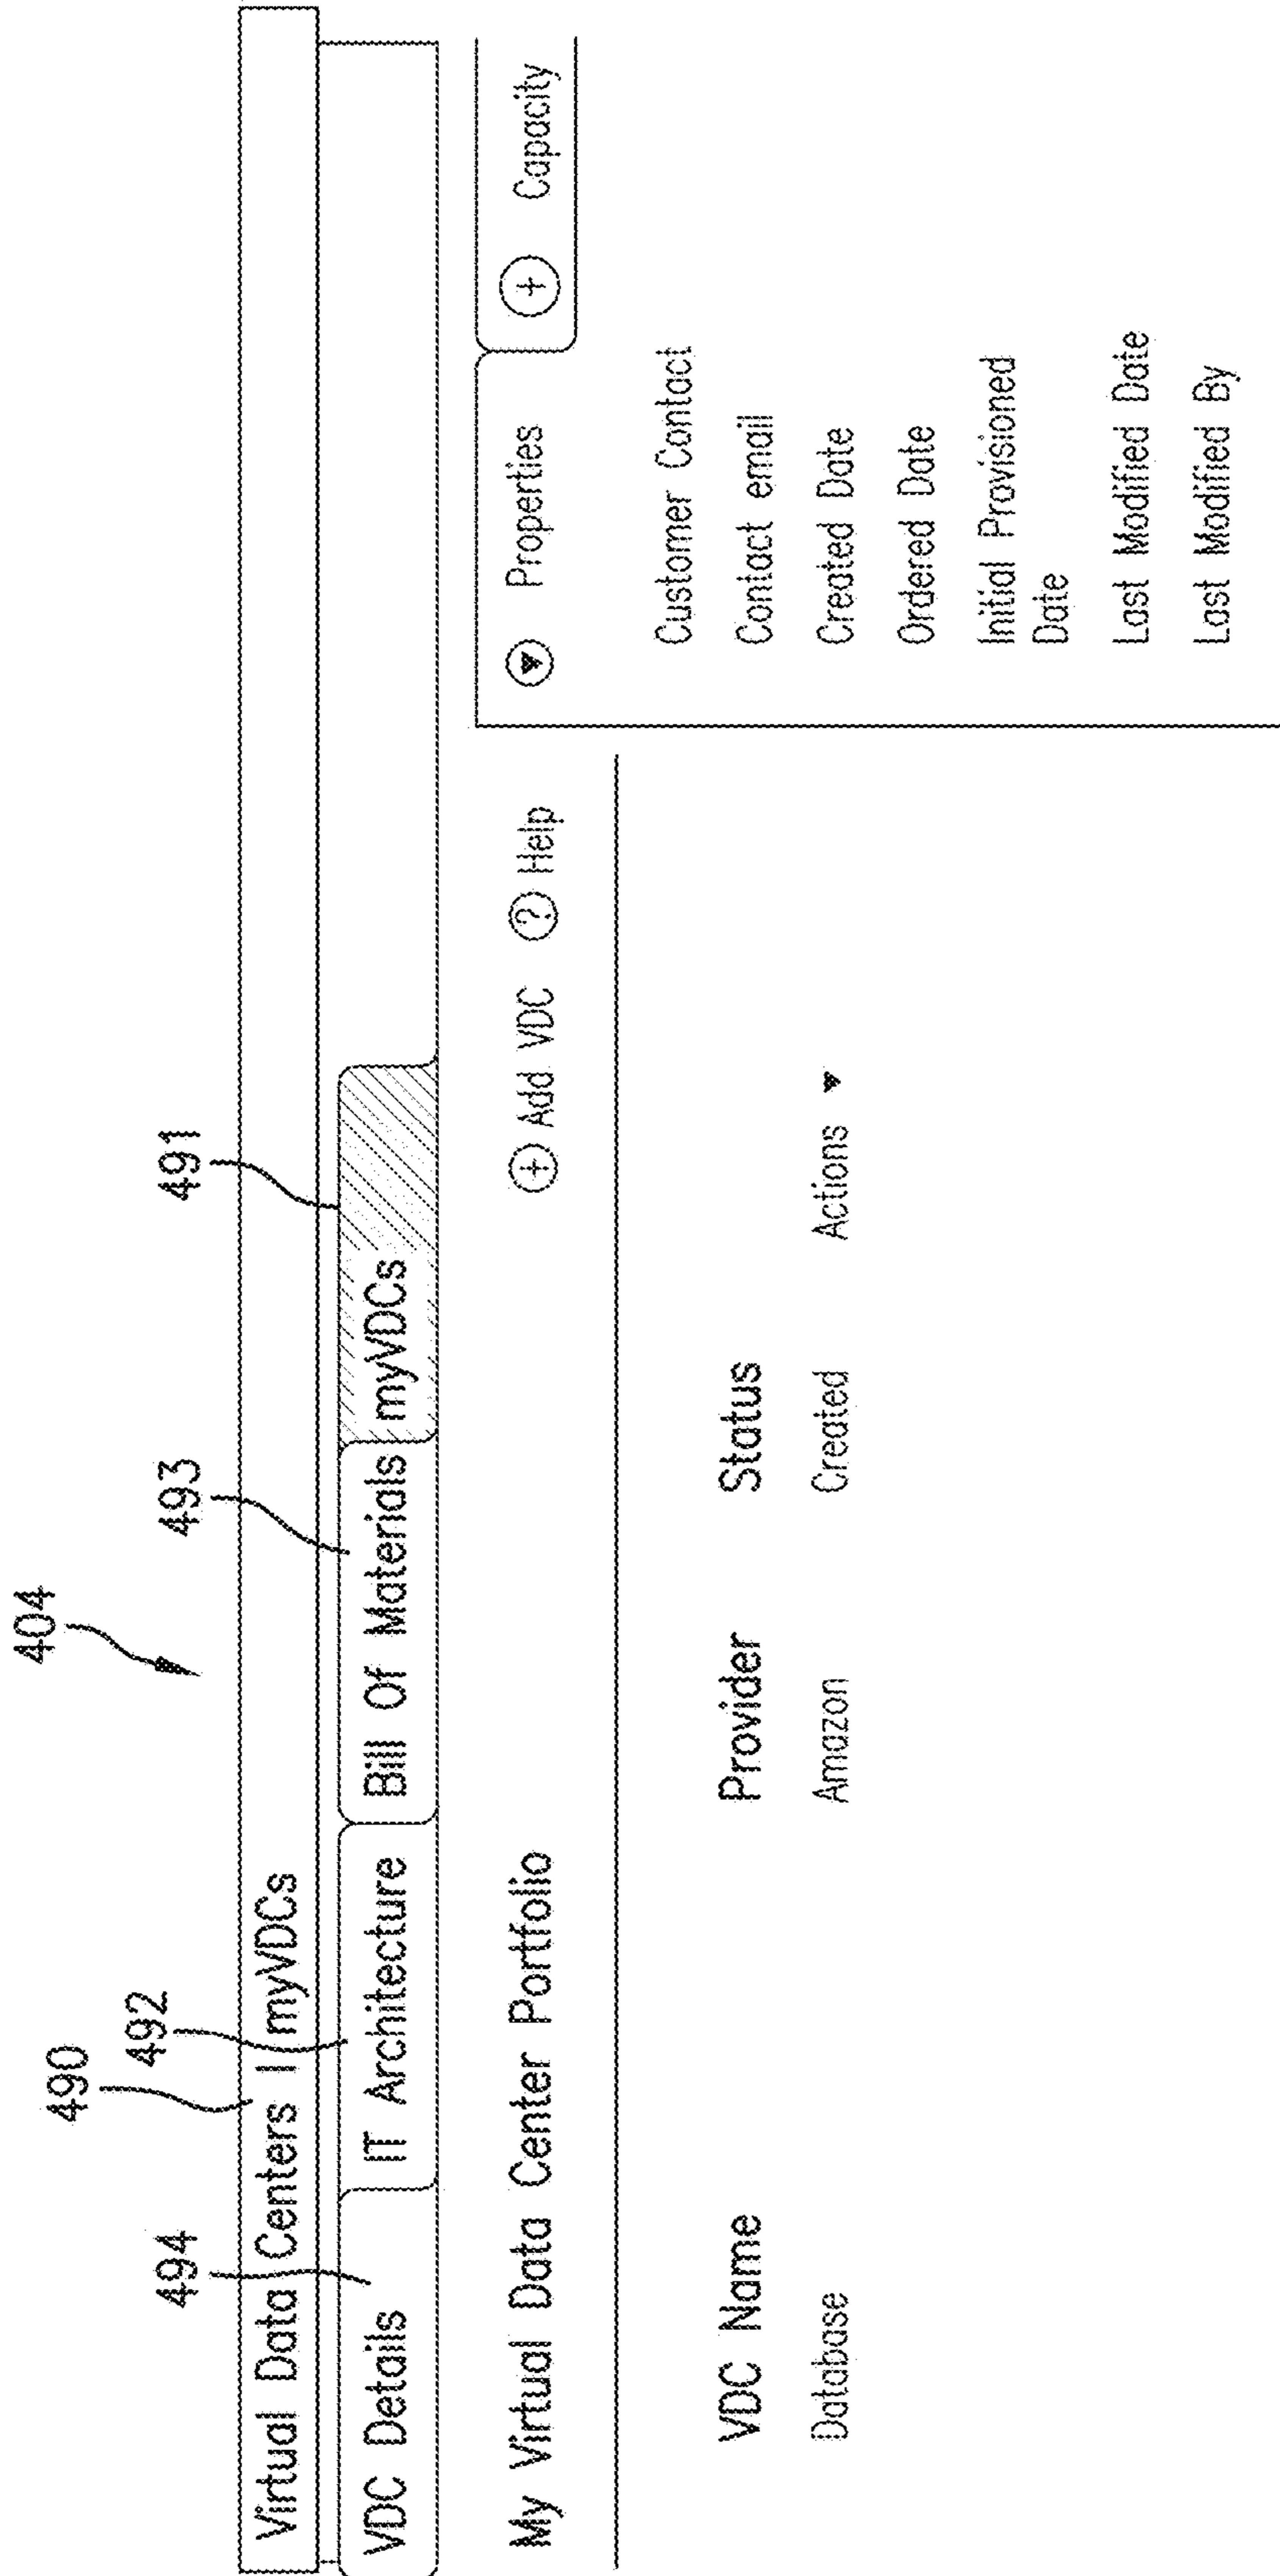 404
490
492
493
491
494
Virtual Data Centers | myVDCs
VDC Details
IT Architecture
Bill Of Materials
myVDCs
My Virtual Data Center Portfolio
+ Add VDC
? Help
VDC Name
Provider
Status
Database
Amazon
Created
Actions
Properties
+ Capacity
Customer Contact
Contact email
Created Date
Ordered Date
Initial Provisioned
Date
Last Modified Date
Last Modified By